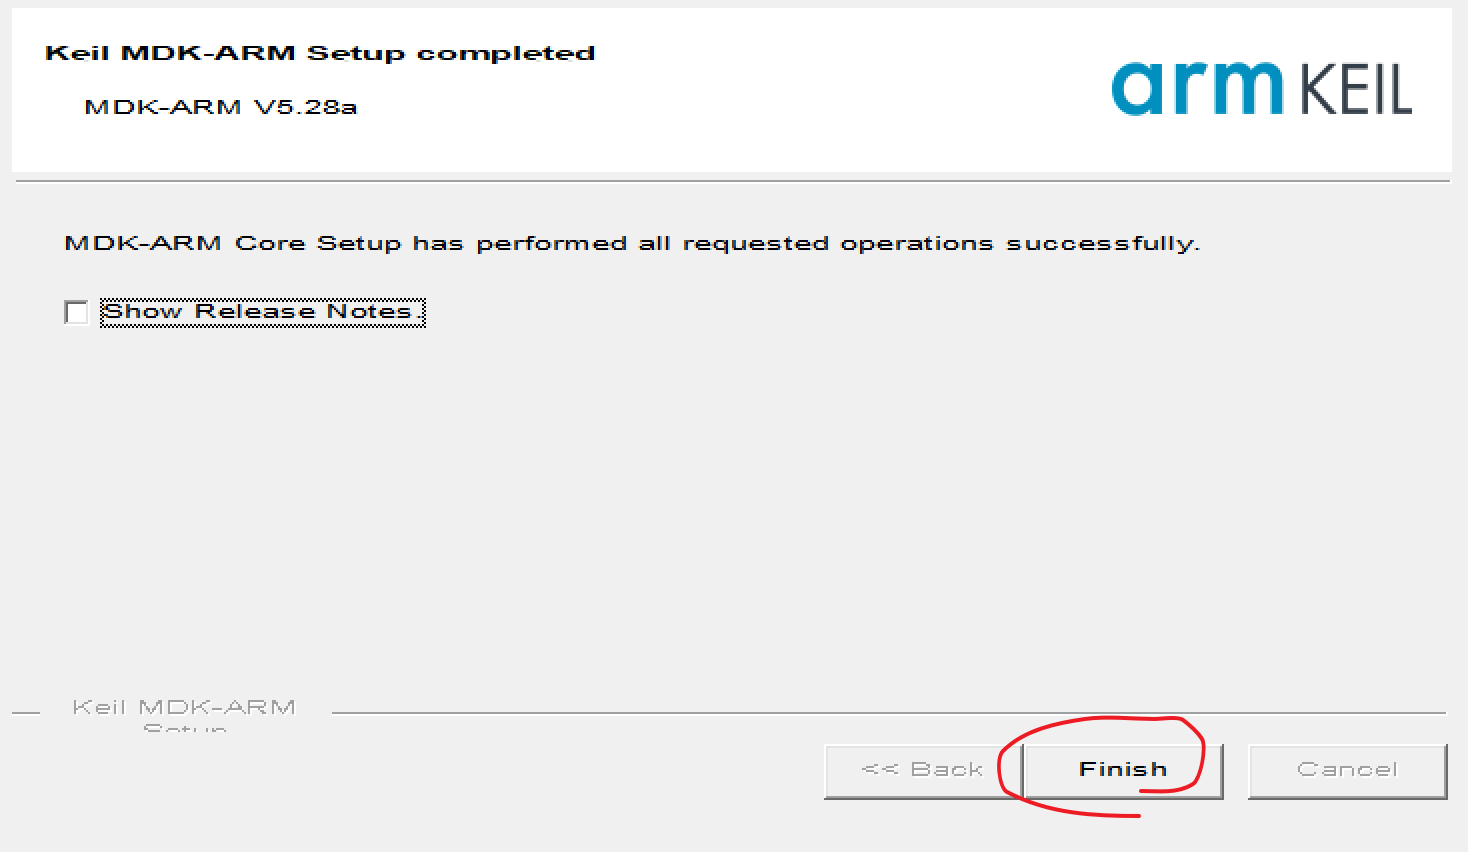 Keil MDK-ARM Setup completed
MDK-ARM V5.28a
arm KEIL
MDK-ARM Core Setup has performed all requested operations successfully.
Show Release Notes.
Keil MDK-ARM
Setup
<< Back
Finish
Cancel